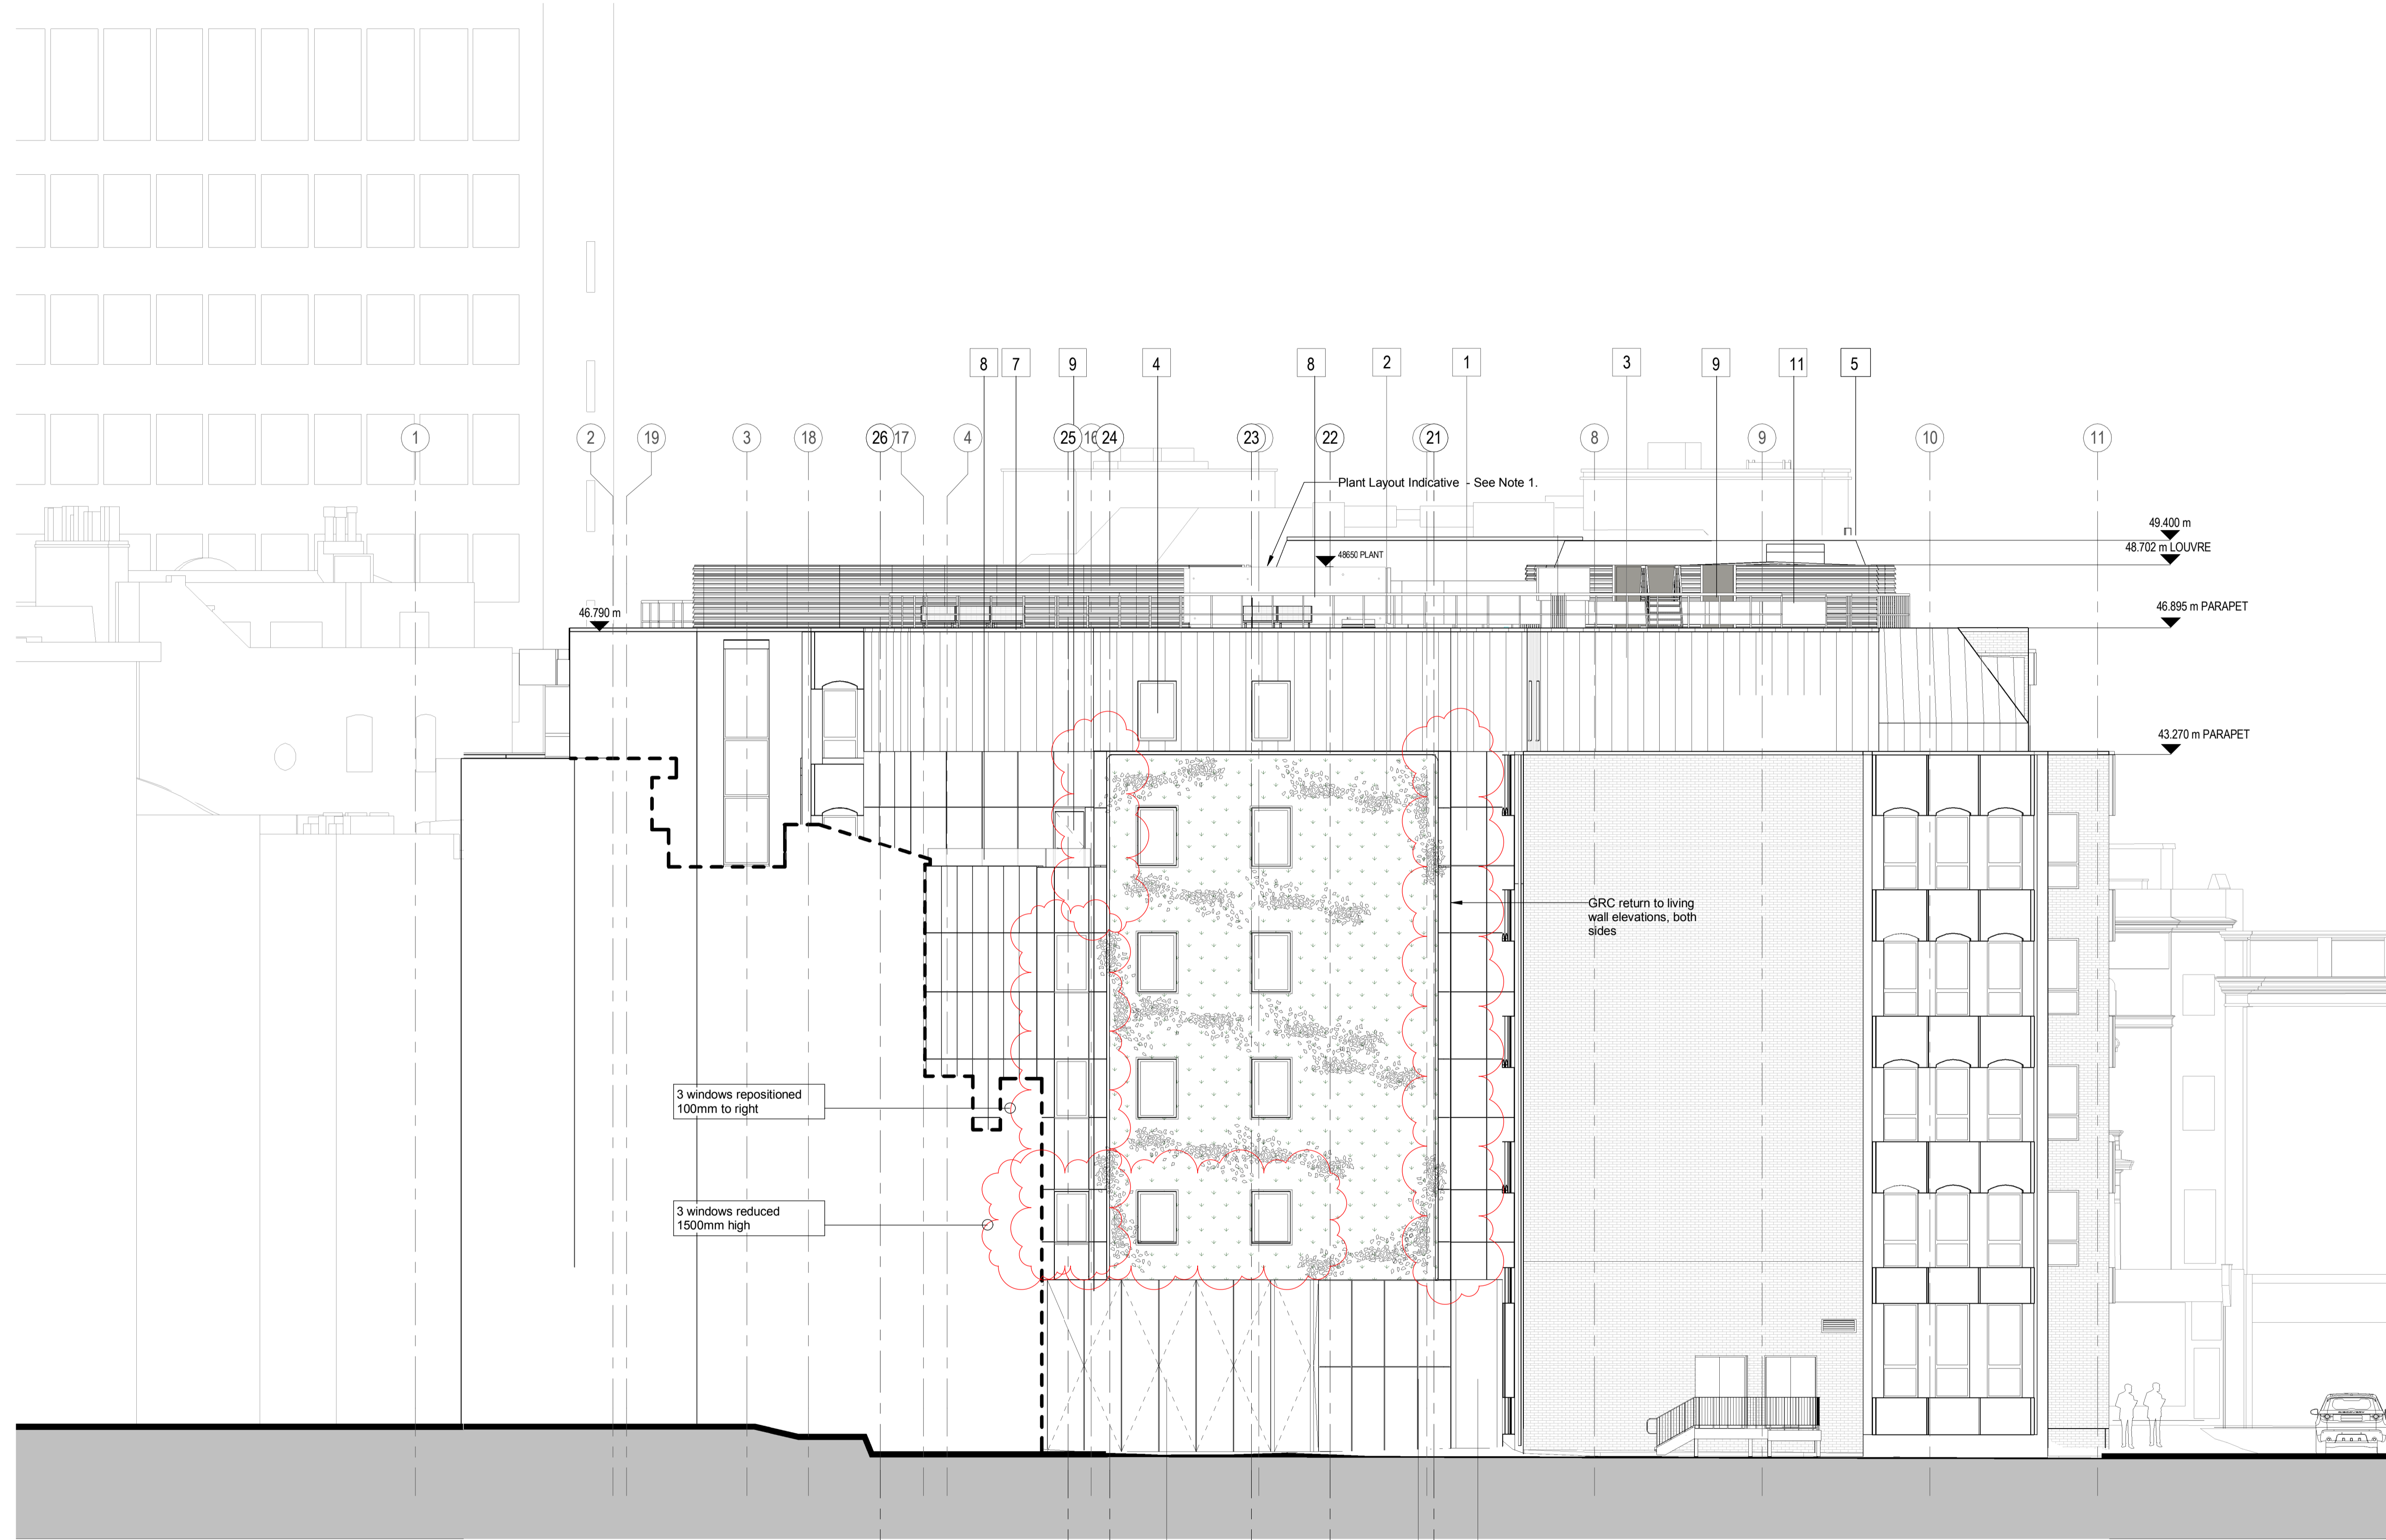 8
7
9
4
8
2
1
3
9
11
5
1
2
19
3
18
26
17
4
25
16
24
23
22
21
8
9
10
11
Plant Layout Indicative - See Note 1.
49.400 m
48.702 m LOUVRE
48650 PLANT
46.790 m
46.895 m PARAPET
43.270 m PARAPET
GRC return to living
wall elevations, both
sides
3 windows repositioned
100mm to right
3 windows reduced
1500mm high